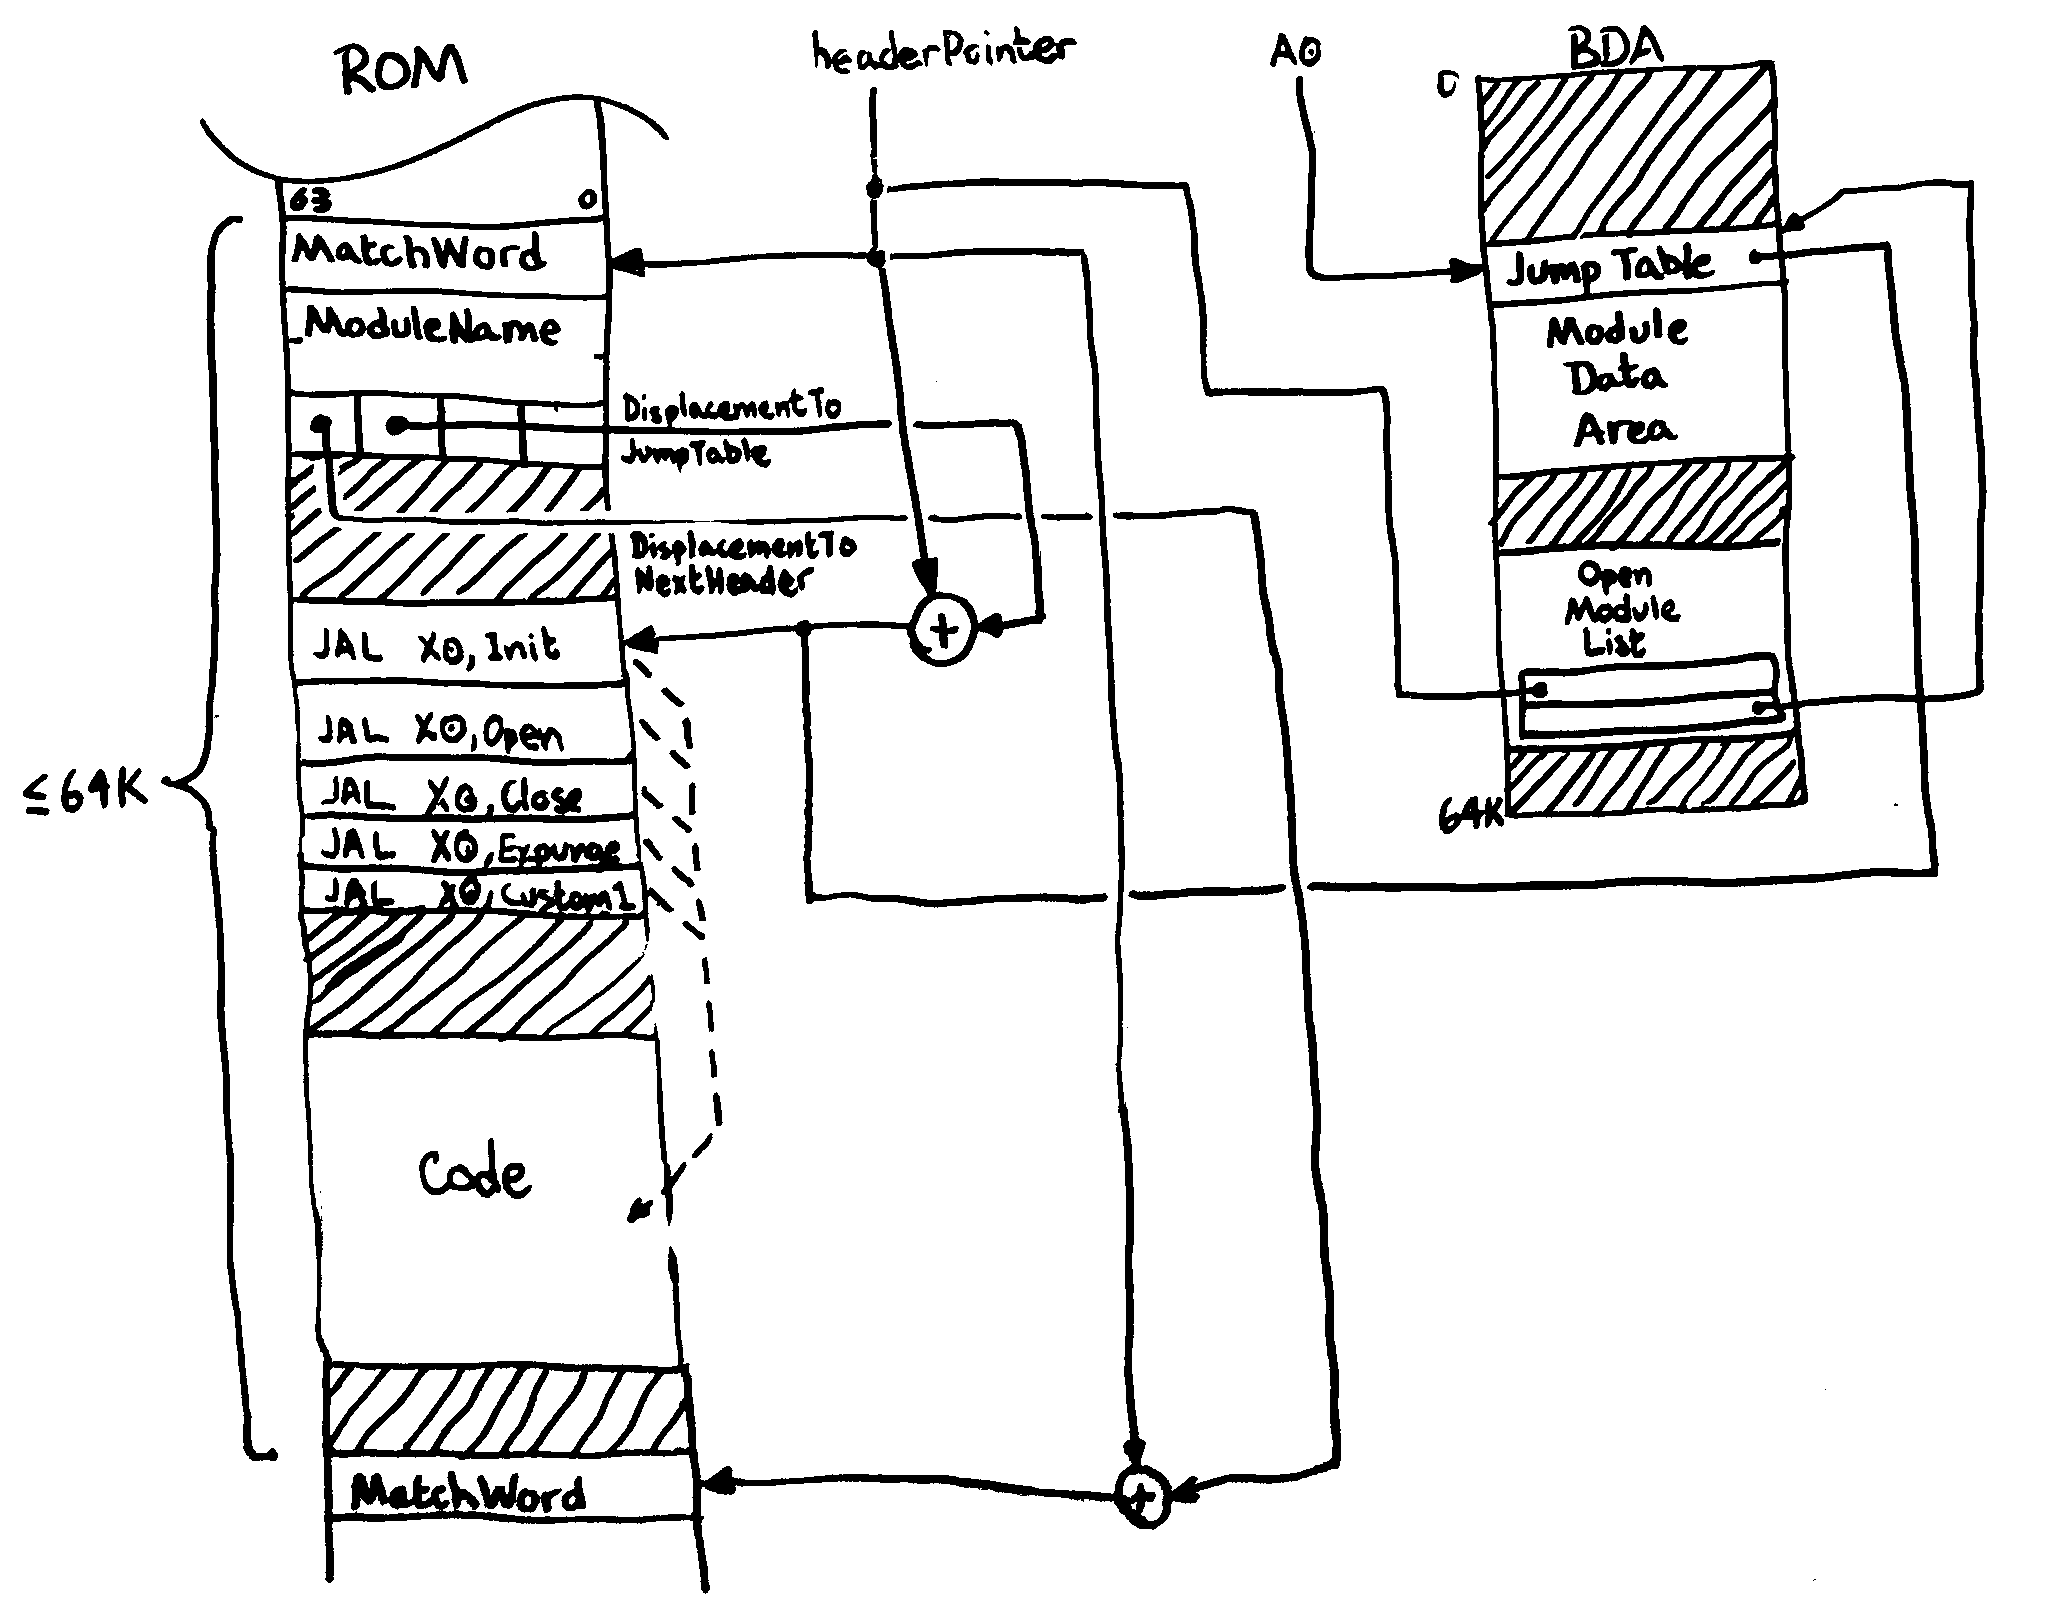 ROM
headerPointer
A0
BDA
0
63
0
MatchWord
Jump Table
ModuleName
Module
Data
Area
DisplacementTo
JumpTable
DisplacementTo
NextHeader
Open
Module
List
+
JAL X0, Init
JAL X0, Open
≤64K
JAL X0, Close
64K
JAL X0, Expunge
JAL X0, Custom1
Code
MatchWord
+